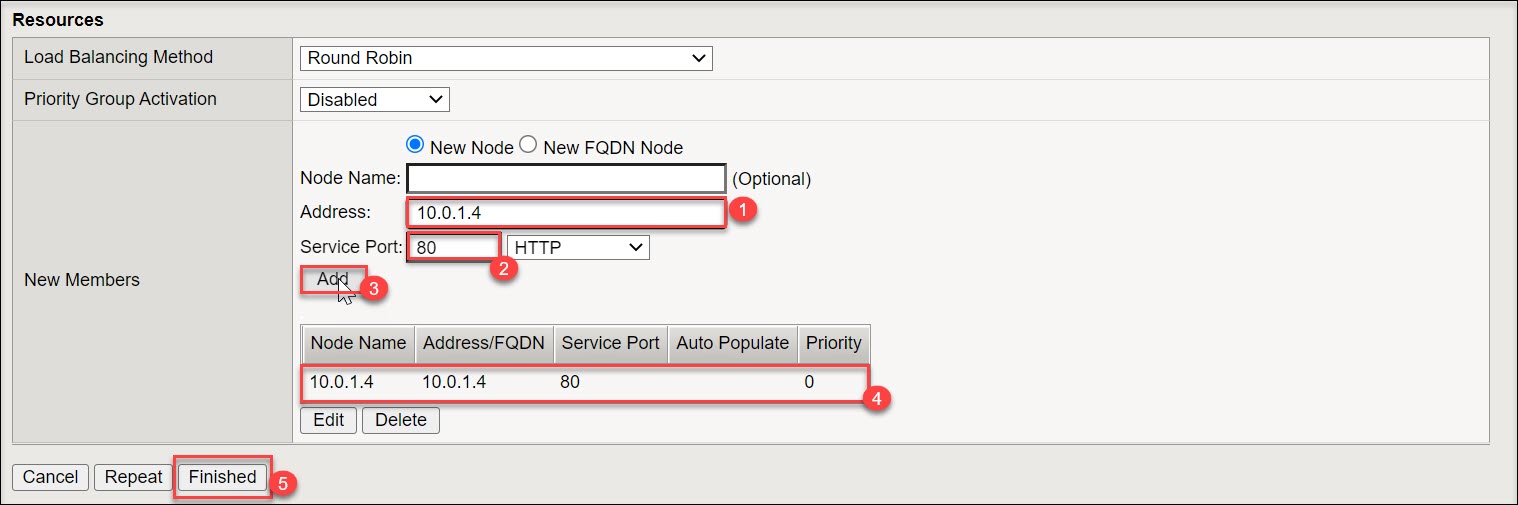 Resources
Load Balancing Method Round Robin
Priority Group Activation Disabled
New Node New FQDN Node
Node Name: (Optional)
Address: 10.0.1.4 1
Service Port: 80 HTTP
2
New Members
Add 3
Node Name Address/FQDN Service Port Auto Populate Priority
10.0.1.4 10.0.1.4 80 0
4
Edit Delete
Cancel Repeat Finished 5